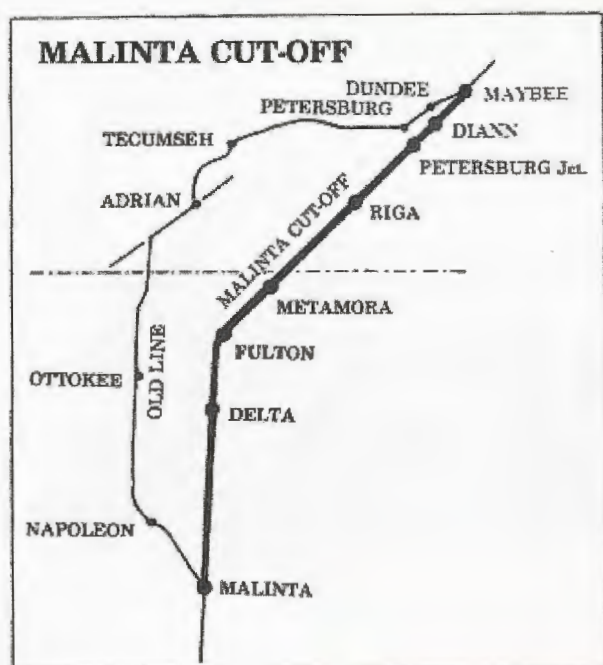 MALINTA CUT-OFF
DUNDEE
MAYBEE
PETERSBURG
DIANN
TECUMSEH
PETERSBURG Jct.
ADRIAN
RIGA
MALINTA CUT-OFF
METAMORA
FULTON
OTTOKEE
OLD LINE
DELTA
NAPOLEON
MALINTA